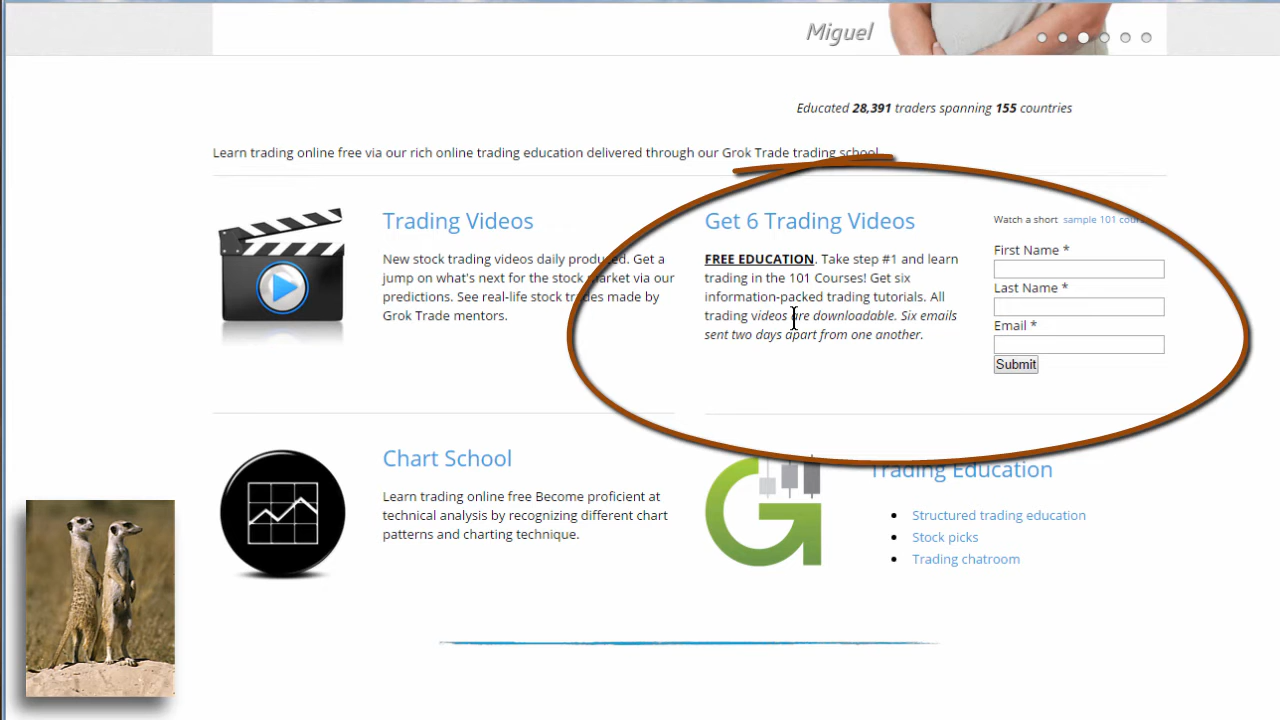 Miguel
Educated 28,391 traders spanning 155 countries
Learn trading online free via our rich online trading education delivered through our Grok Trade trading school
Trading Videos
New stock trading videos daily produced. Get a
jump on what's next for the stock market via our
predictions. See real-life stock trades made by
Grok Trade mentors.
Get 6 Trading Videos
FREE EDUCATION. Take step #1 and learn
trading in the 101 Courses! Get six
information-packed trading tutorials. All
trading videos are downloadable. Six emails
sent two days apart from one another.
Watch a short sample 101
First Name *
Last Name *
Email *
Submit
Chart School
Learn trading online free Become proficient at
technical analysis by recognizing different chart
patterns and charting technique.
Trading Education
Structured trading education
Stock picks
Trading chatroom